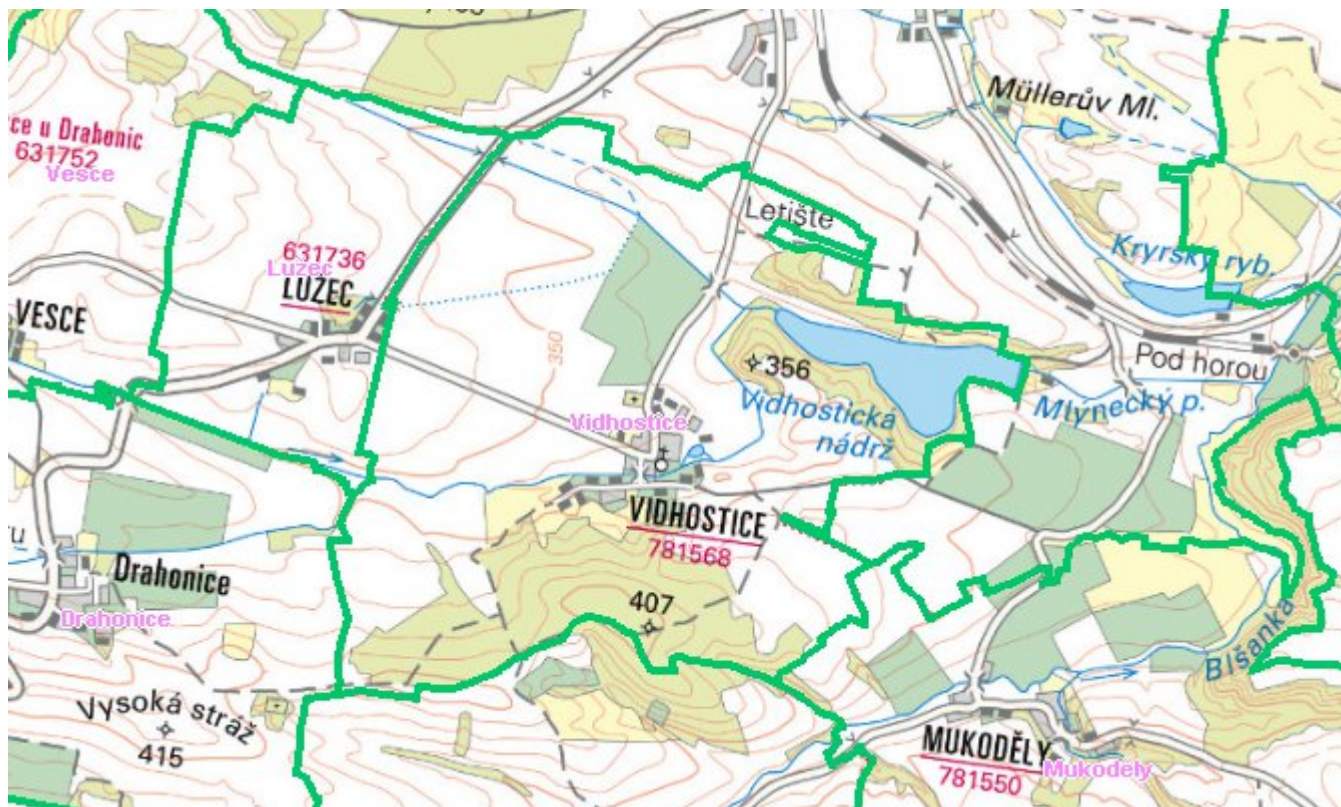 Müllerův Ml.
ce u Drahonic
631752
Vesce
Letiště
Kryrský ryb.
631736
Lužec
LUŽEC
VESCE
350
356
Pod horou
Vidhostická
nádrž
Mlýnecký p.
Vidhostice
VIDHOSTICE
781568
ru
Drahonice
Drahonice
407
Blšanka
Vysoká stráž
415
MUKODĚLY
781550
Mukoděly